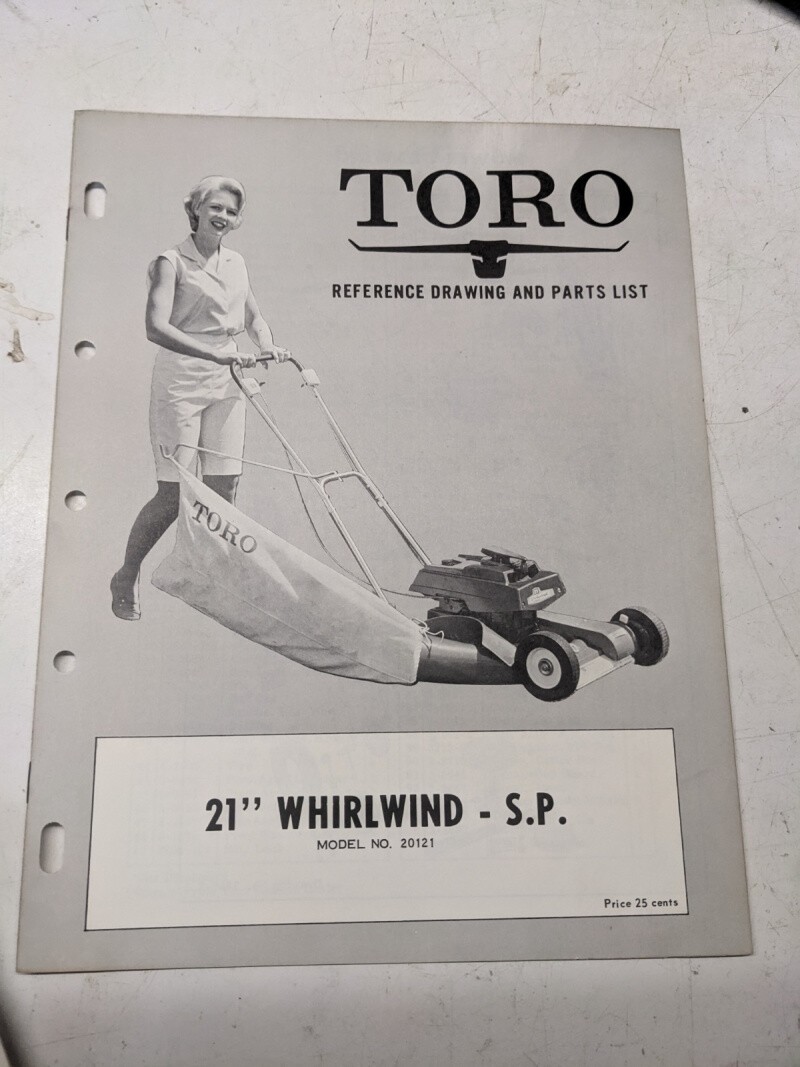 TORO
REFERENCE DRAWING AND PARTS LIST
TORO
21" WHIRLWIND - S.P.
MODEL NO. 20121
Price 25 cents